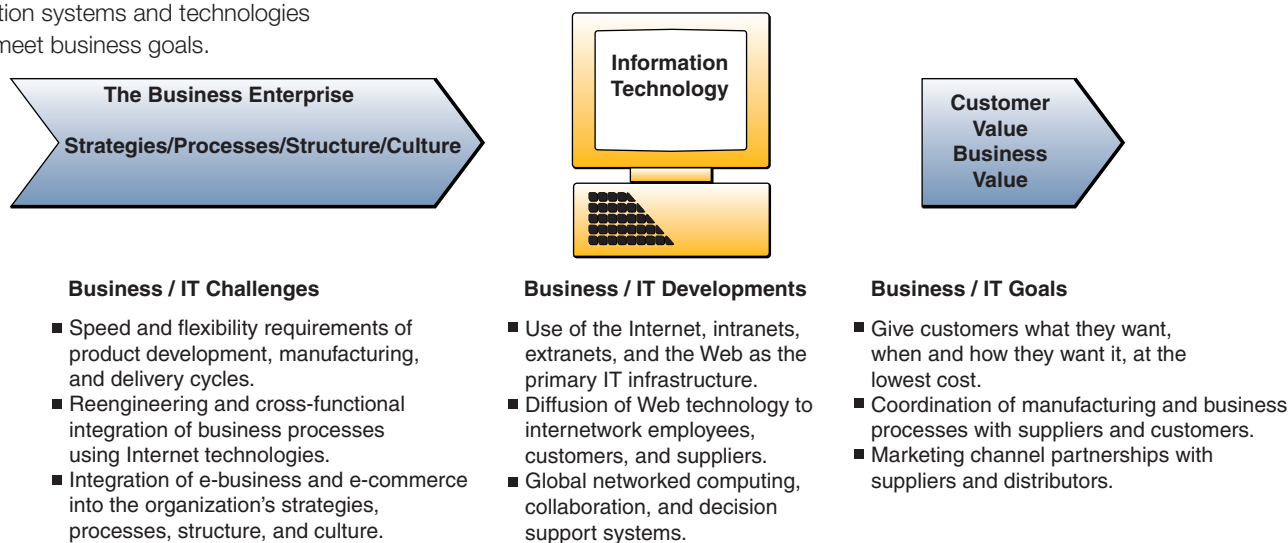 tion systems and technologies
meet business goals.
The Business Enterprise
Strategies/Processes/Structure/Culture
Information
Technology
Customer
Value
Business
Value
Business / IT Challenges
■ Speed and flexibility requirements of
product development, manufacturing,
and delivery cycles.
■ Reengineering and cross-functional
integration of business processes
using Internet technologies.
■ Integration of e-business and e-commerce
into the organization’s strategies,
processes, structure, and culture.
Business / IT Developments
■ Use of the Internet, intranets,
extranets, and the Web as the
primary IT infrastructure.
■ Diffusion of Web technology to
internetwork employees,
customers, and suppliers.
■ Global networked computing,
collaboration, and decision
support systems.
Business / IT Goals
■ Give customers what they want,
when and how they want it, at the
lowest cost.
■ Coordination of manufacturing and business
processes with suppliers and customers.
■ Marketing channel partnerships with
suppliers and distributors.